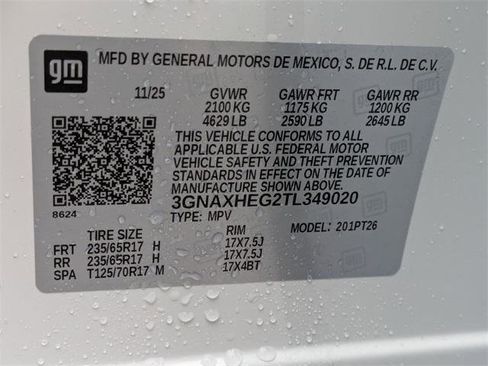 gm MFD BY GENERAL MOTORS DE MEXICO, S. DE R.L. DE C.V.
11/25 GVWR GAWR FRT GAWR RR
2100 KG 1175 KG 1200 KG
4629 LB 2590 LB 2645 LB
THIS VEHICLE CONFORMS TO ALL
APPLICABLE U.S. FEDERAL MOTOR
VEHICLE SAFETY AND THEFT PREVENTION
STANDARDS IN EFFECT ON THE DATE OF
MANUFACTURE SHOWN ABOVE.
8624 3GNAXHEG2TL349020
TYPE: MPV MODEL: 201PT26
TIRE SIZE RIM
FRT 235/65R17 H 17X7.5J
RR 235/65R17 H 17X7.5J
SPA T125/70R17 M 17X4BT